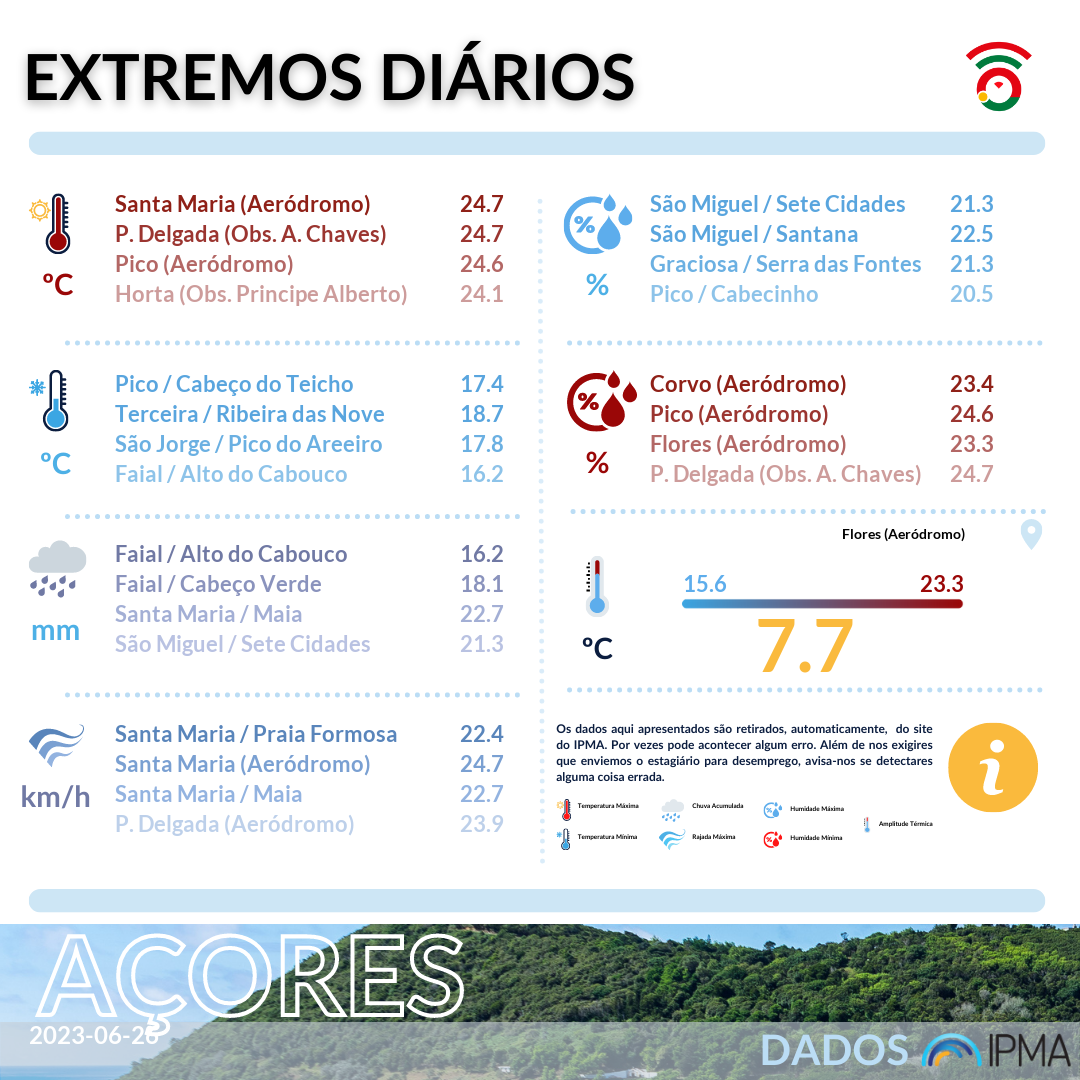 EXTREMOS DIÁRIOS
Santa Maria (Aeródromo) 24.7
P. Delgada (Obs. A. Chaves) 24.7
Pico (Aeródromo) 24.6
Horta (Obs. Principe Alberto) 24.1
ºC
Pico / Cabeço do Teicho 17.4
Terceira / Ribeira das Nove 18.7
São Jorge / Pico do Areeiro 17.8
Faial / Alto do Cabouco 16.2
ºC
Faial / Alto do Cabouco 16.2
Faial / Cabeço Verde 18.1
Santa Maria / Maia 22.7
São Miguel / Sete Cidades 21.3
mm
Santa Maria / Praia Formosa 22.4
Santa Maria (Aeródromo) 24.7
Santa Maria / Maia 22.7
P. Delgada (Aeródromo) 23.9
km/h
%
São Miguel / Sete Cidades 21.3
São Miguel / Santana 22.5
Graciosa / Serra das Fontes 21.3
Pico / Cabecinho 20.5
%
%
Corvo (Aeródromo) 23.4
Pico (Aeródromo) 24.6
Flores (Aeródromo) 23.3
P. Delgada (Obs. A. Chaves) 24.7
%
Flores (Aeródromo)
15.6 23.3
7.7
ºC
Os dados aqui apresentados são retirados, automaticamente, do site
do IPMA. Por vezes pode acontecer algum erro. Além de nos exigires
que enviemos o estagiário para desemprego, avisa-nos se detectares
alguma coisa errada.
i
Temperatura Máxima Chuva Acumulada Humidade Máxima
Amplitude Térmica
Temperatura Mínima Rajada Máxima Humidade Mínima
AÇORES
2023-06-26
DADOS IPMA